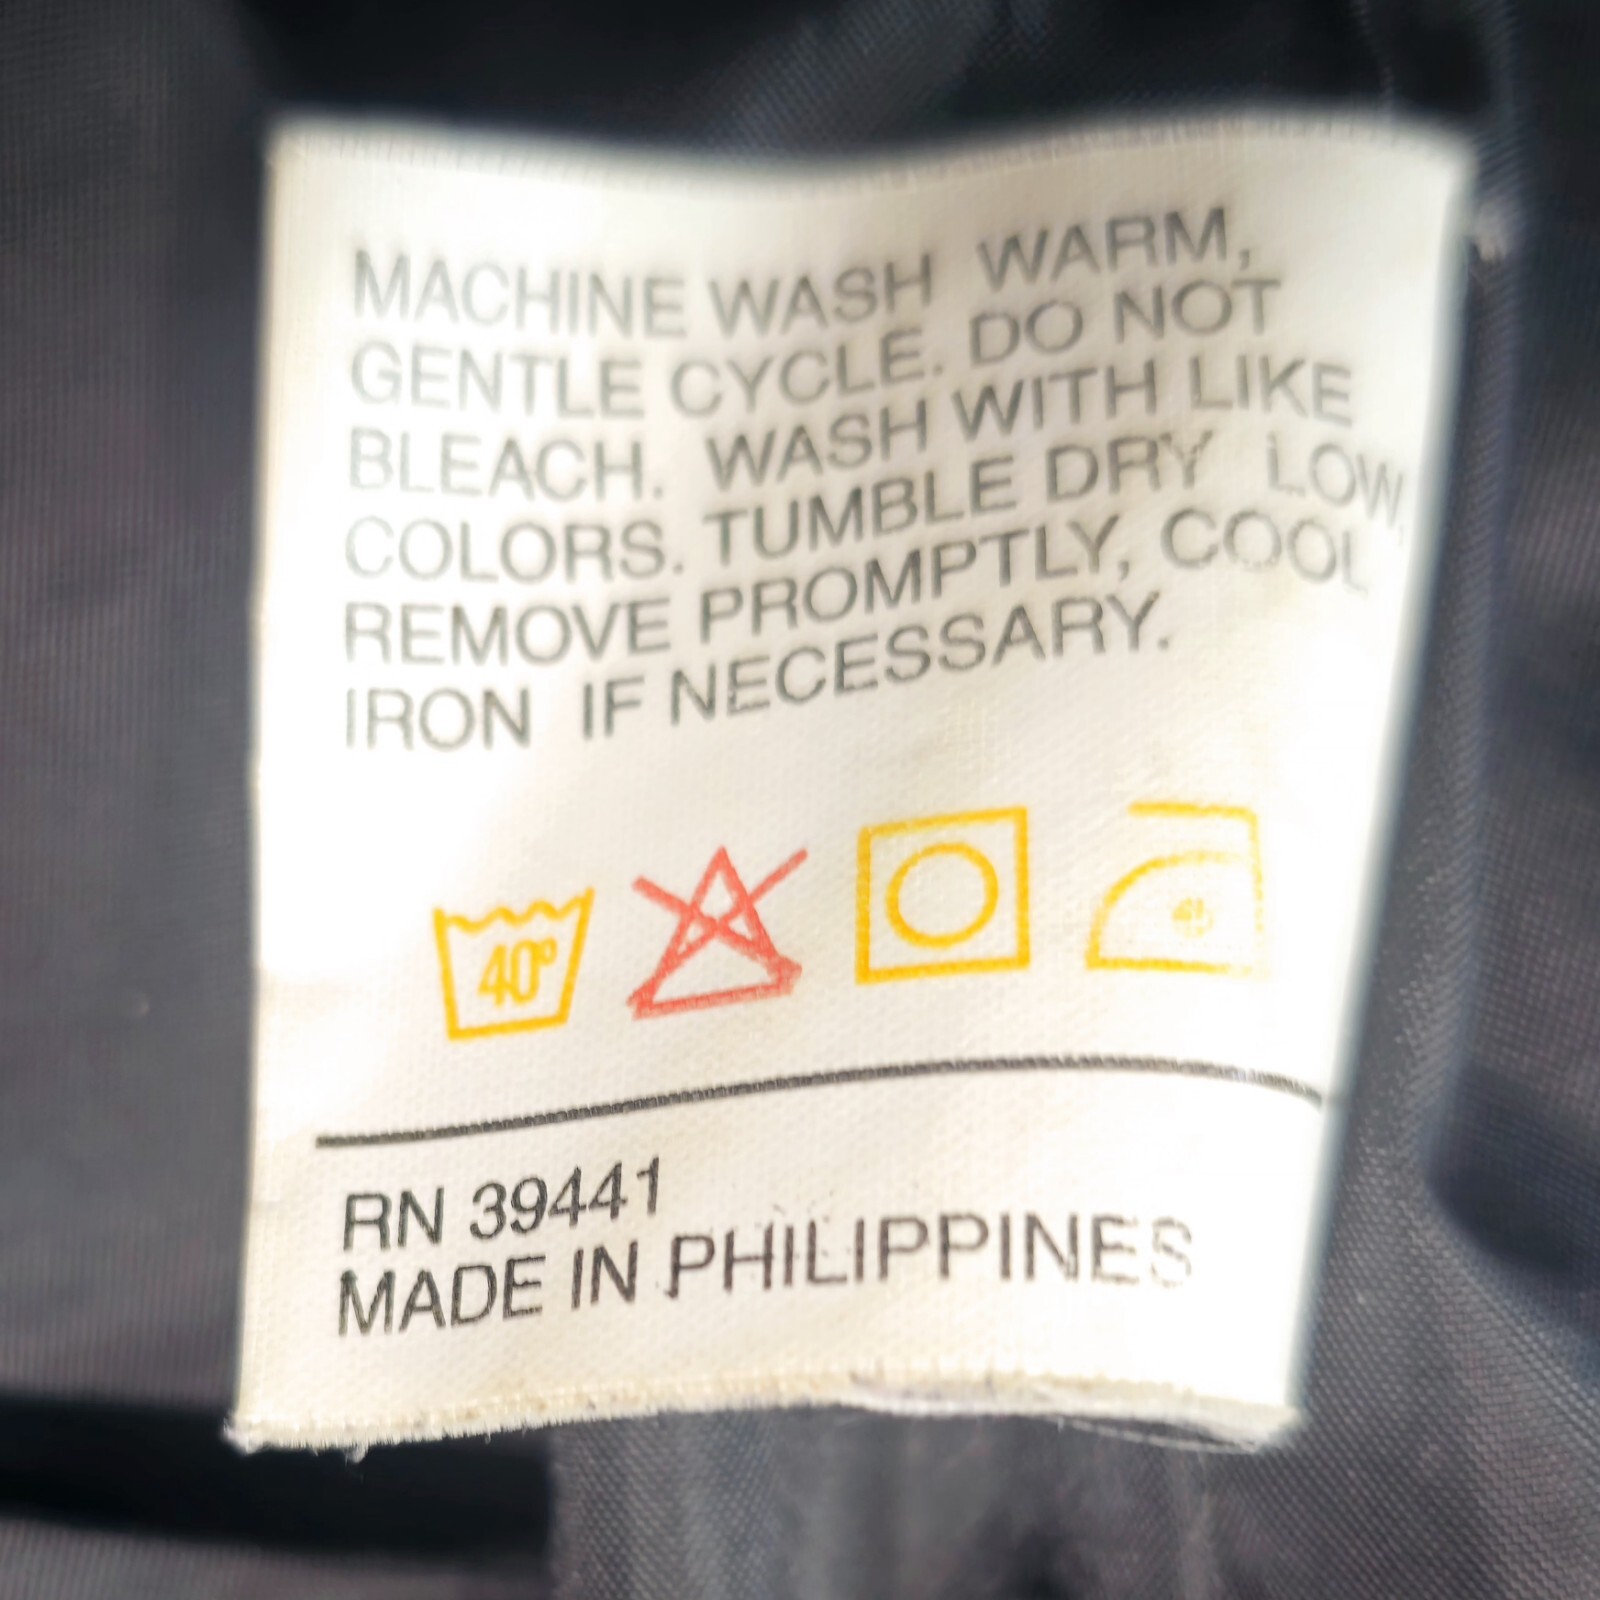 MACHINE WASH WARM,
GENTLE CYCLE. DO NOT
BLEACH. WASH WITH LIKE
COLORS. TUMBLE DRY LOW,
REMOVE PROMPTLY, COOL
IRON IF NECESSARY.
40°
RN 39441
MADE IN PHILIPPINES